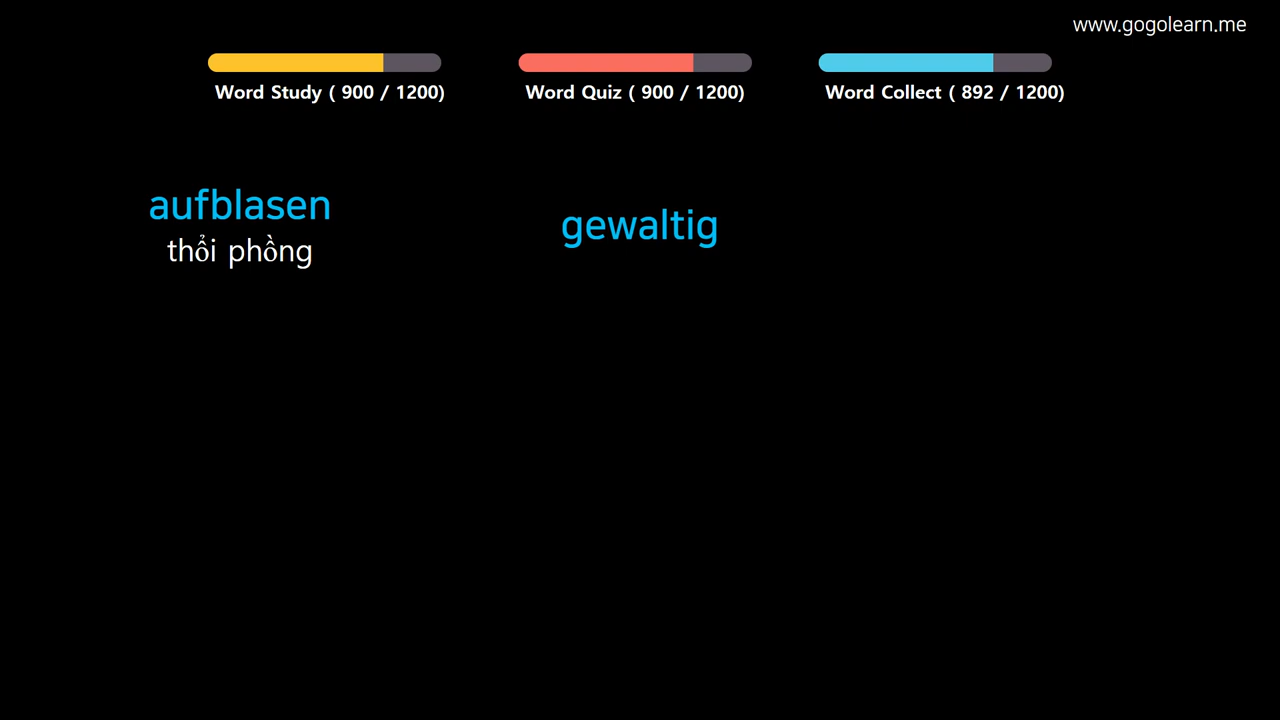 www.gogolearn.me
Word Study ( 900 / 1200)
Word Quiz ( 900 / 1200)
Word Collect ( 892 / 1200)
aufblasen
thổi phồng
gewaltig